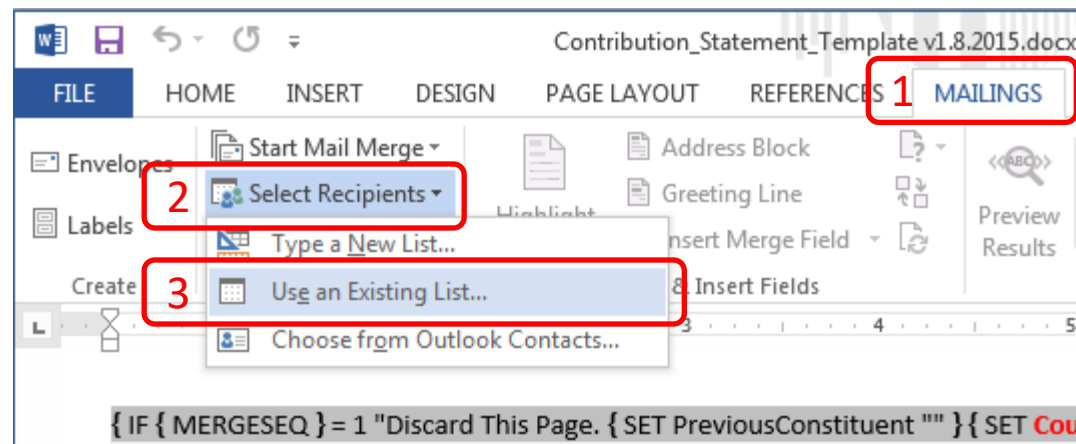 Contribution_Statement_Template v1.8.2015.docx
FILE HOME INSERT DESIGN PAGE LAYOUT REFERENCES 1 MAILINGS
Envelopes Start Mail Merge Address Block
2 Select Recipients Highlight Greeting Line
Labels Type a New List... Insert Merge Field Preview Results
Create 3 Use an Existing List... & Insert Fields
L 3 4 5
Choose from Outlook Contacts...
{ IF { MERGESEQ } = 1 "Discard This Page. { SET PreviousConstituent "" } { SET Cou